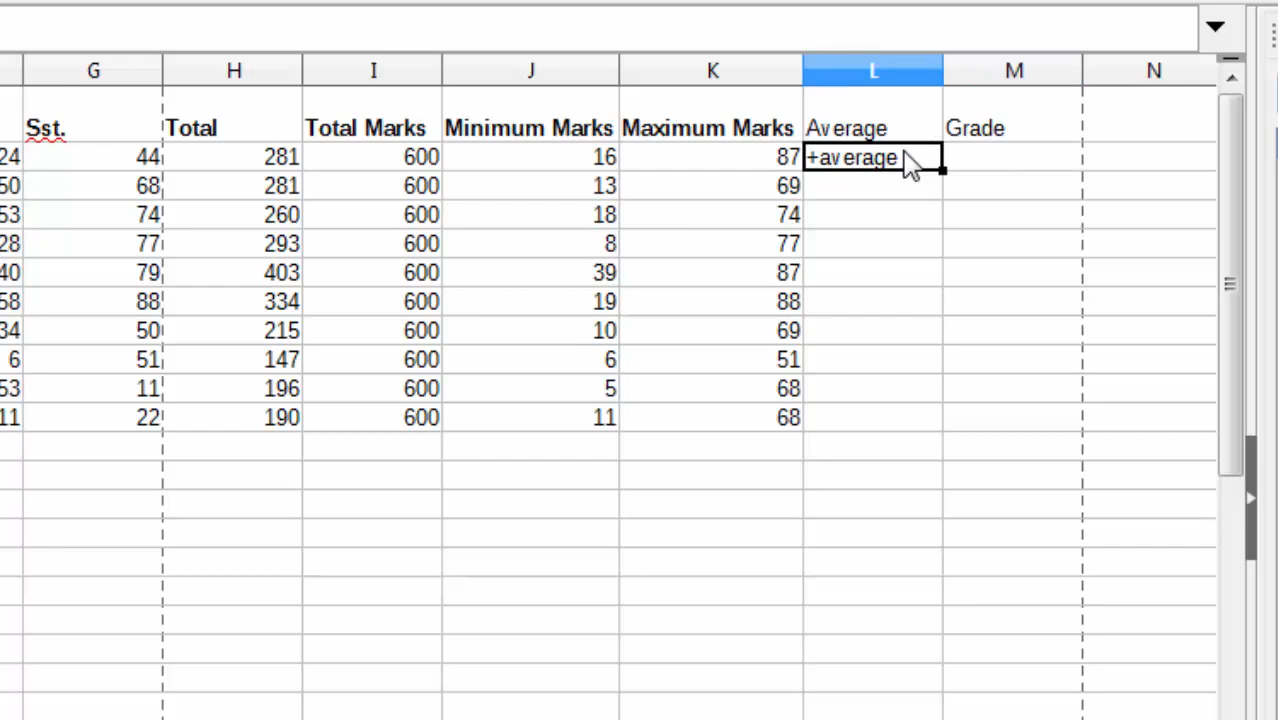 G H I J K L M N
Sst. Total Total Marks Minimum Marks Maximum Marks Average Grade
24 44 281 600 16 87 +average
50 68 281 600 13 69
53 74 260 600 18 74
28 77 293 600 8 77
40 79 403 600 39 87
58 88 334 600 19 88
34 50 215 600 10 69
6 51 147 600 6 51
53 11 196 600 5 68
11 22 190 600 11 68